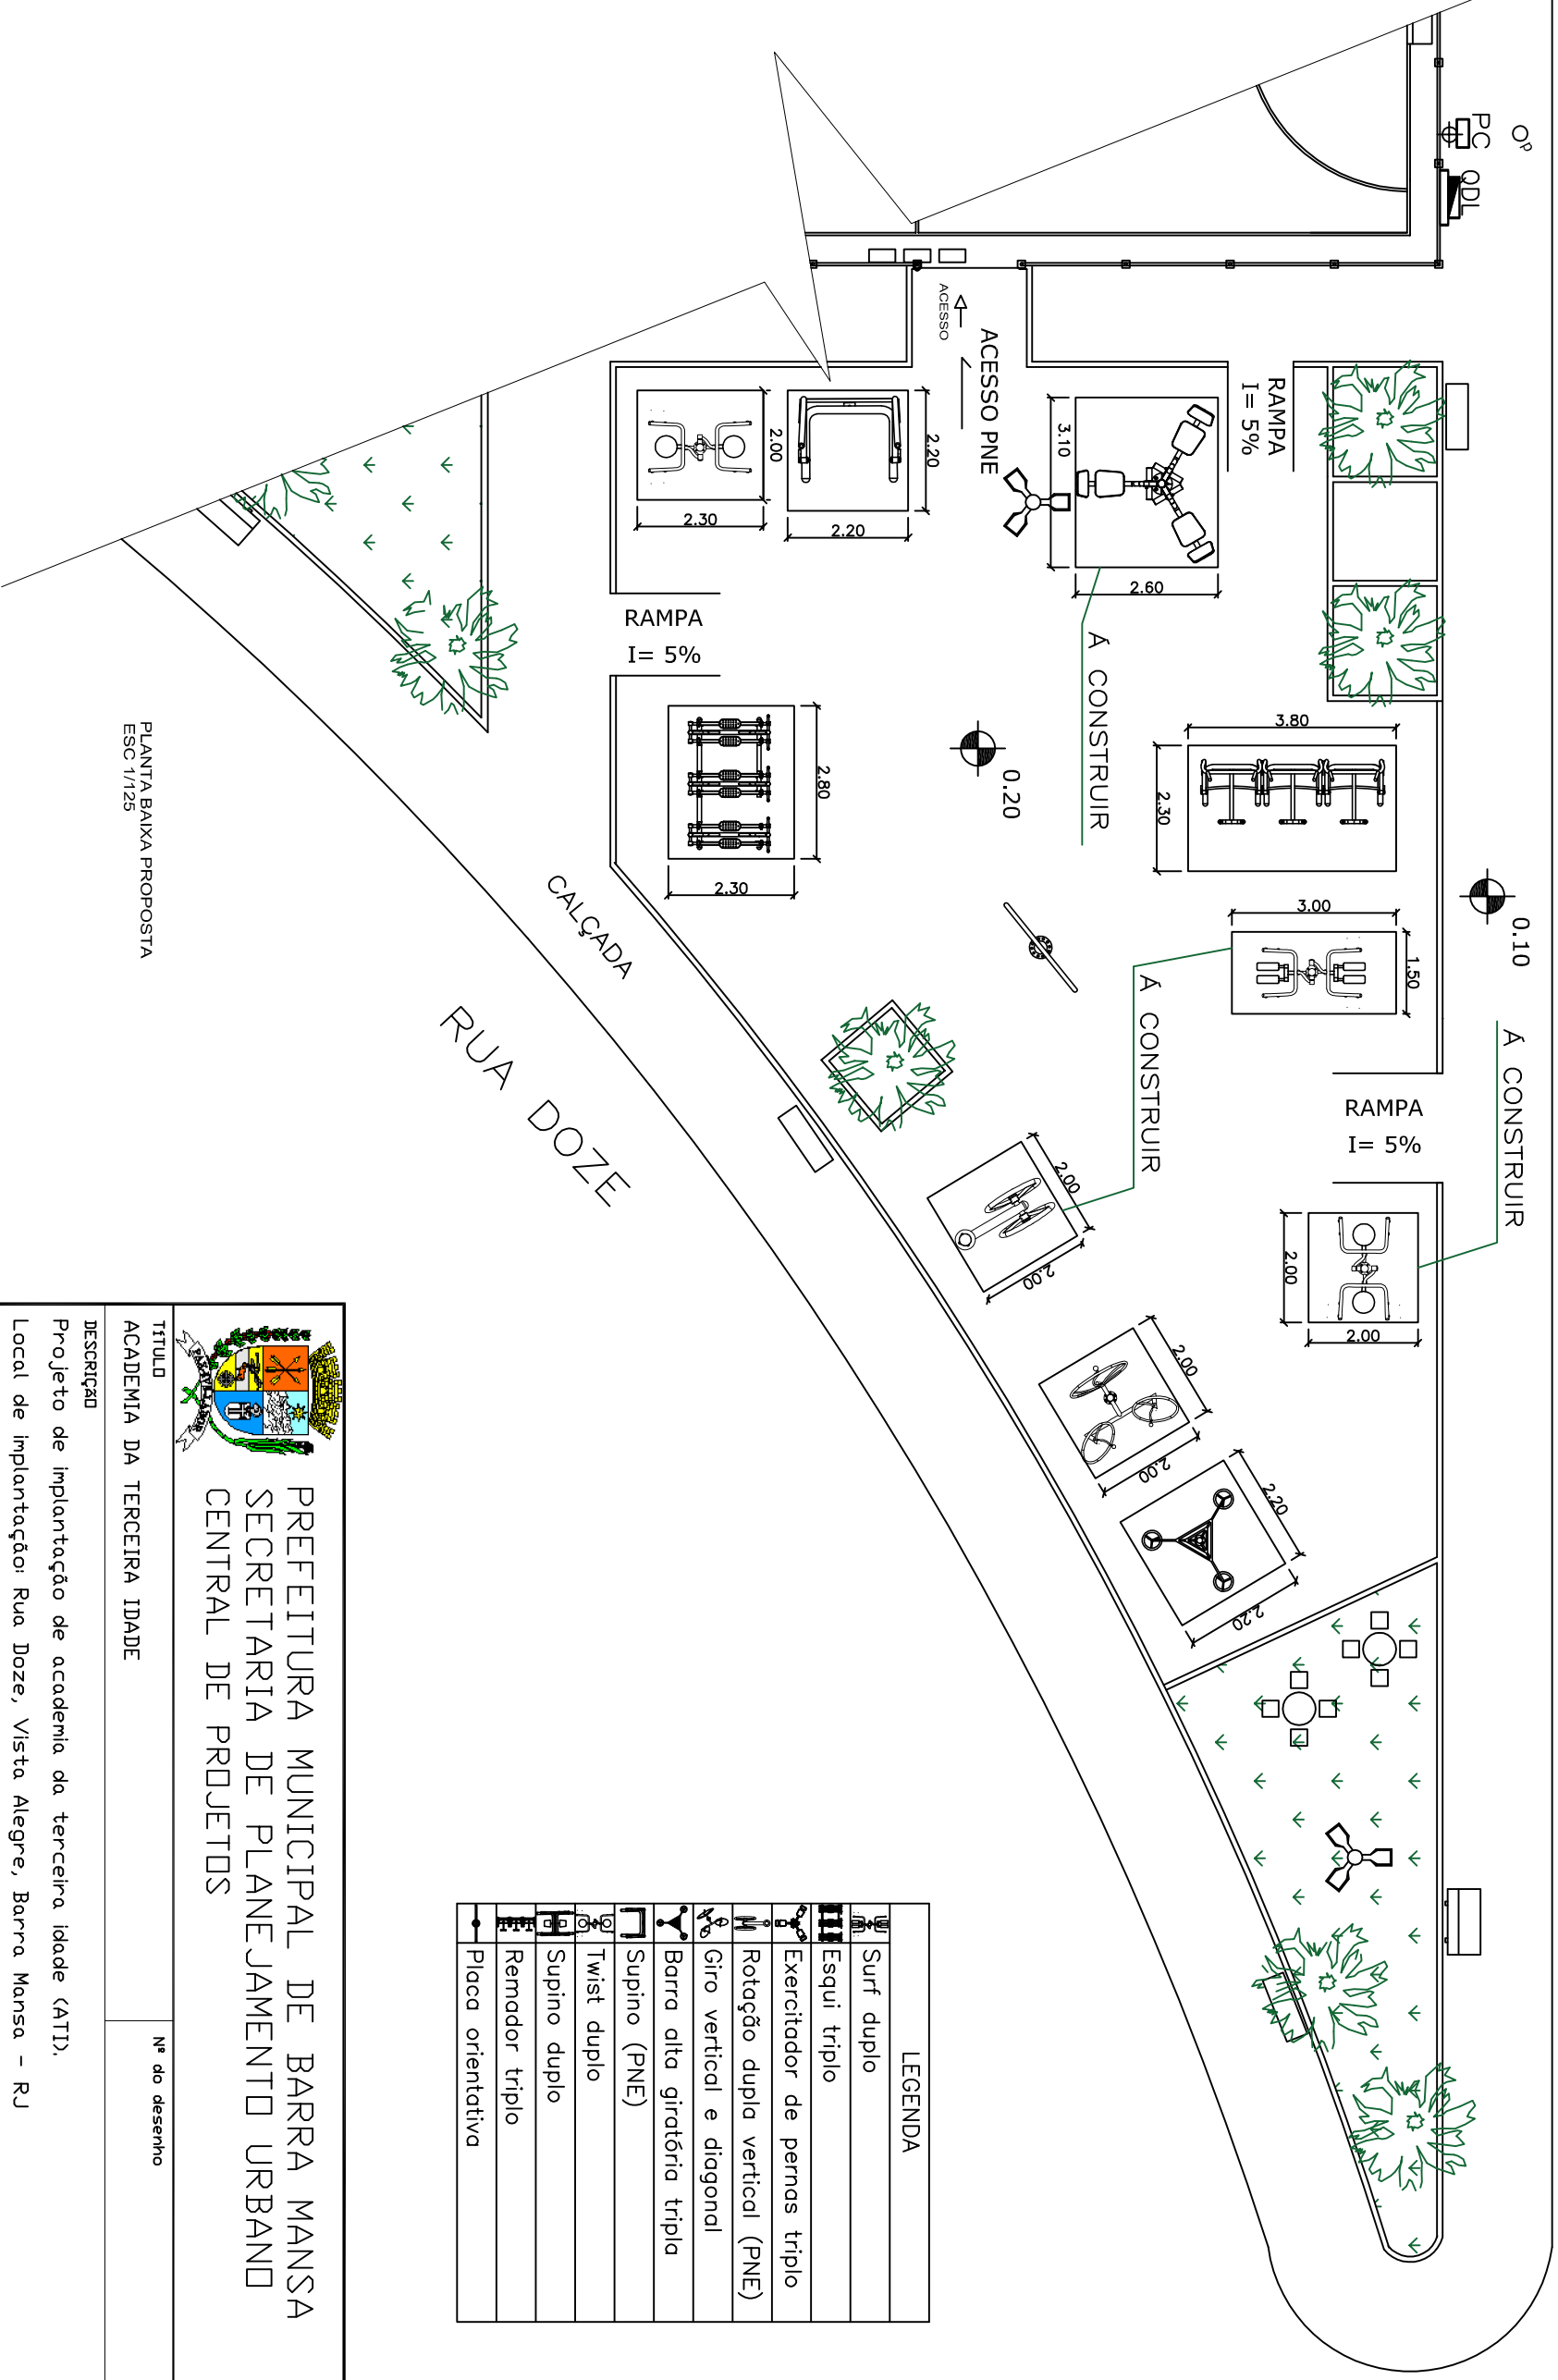 Op
PC
QDL
RAMPA
I= 5%
ACESSO PNE
ACESSO
3.10
2.60
2.20
2.20
2.00
2.30
RAMPA
I= 5%
Á CONSTRUIR
0.20
3.80
2.30
2.80
2.30
0.10
3.00
1.50
Á CONSTRUIR
Á CONSTRUIR
RAMPA
I= 5%
2.00
2.00
2.00
2.00
2.00
2.00
2.20
2.20
CALÇADA
RUA DOZE
PLANTA BAIXA PROPOSTA
ESC 1/125
LEGENDA
Surf duplo
Esqui triplo
Exercitador de pernas triplo
Rotação dupla vertical (PNE)
Giro vertical e diagonal
Barra alta giratória tripla
Supino (PNE)
Twist duplo
Supino duplo
Remador triplo
Placa orientativa
PREFEITURA MUNICIPAL DE BARRA MANSA
SECRETARIA DE PLANEJAMENTO URBANO
CENTRAL DE PROJETOS
TÍTULO
ACADEMIA DA TERCEIRA IDADE
Nº do desenho
DESCRIÇÃO
Projeto de implantação de academia da terceira idade (ATI).
Local de implantação: Rua Doze, Vista Alegre, Barra Mansa - RJ